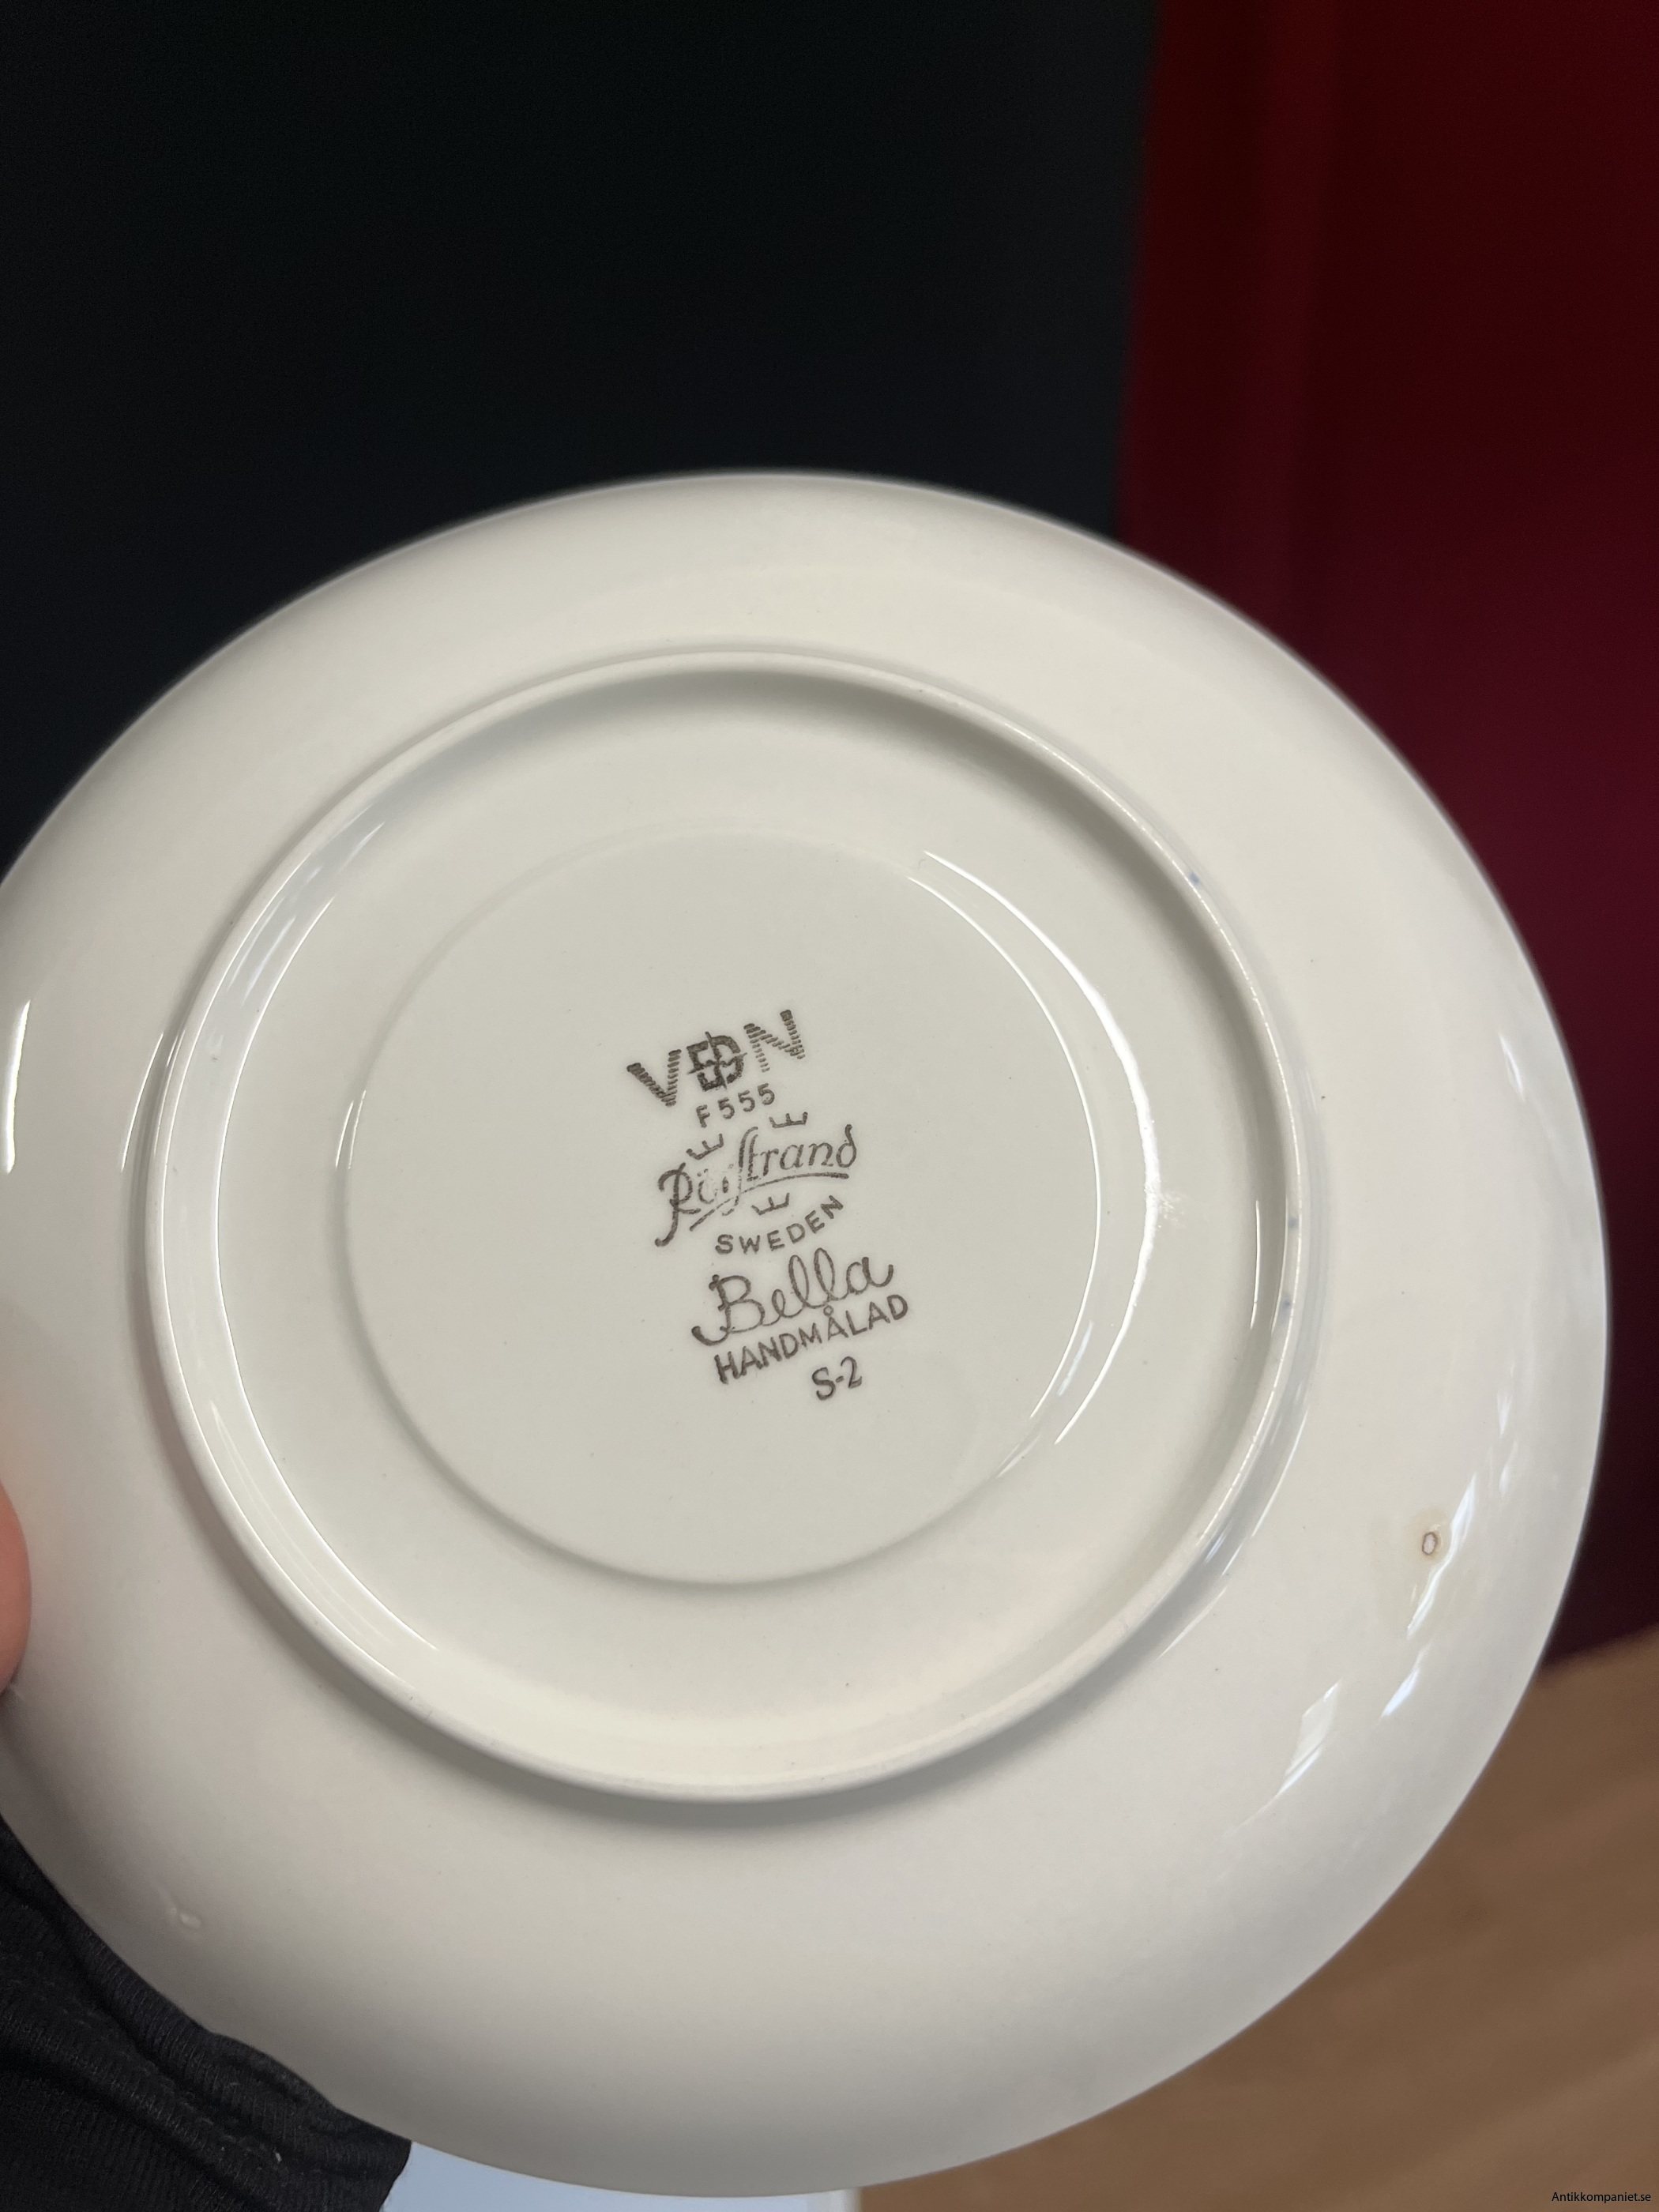 VDN
F555
Rörstrand
SWEDEN
Bella
HANDMÅLAD
S-2
Antikkompaniet.se